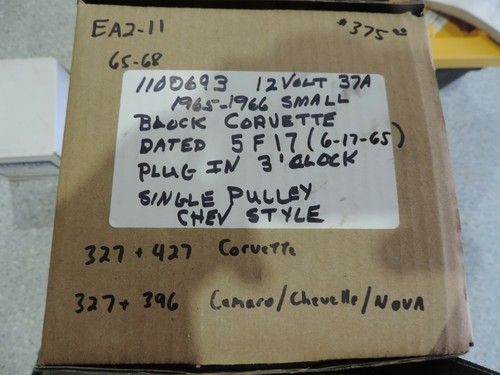 EA2-11
$375.00
65-68
1100693 12 VOLT 37A
1965-1966 SMALL
BLOCK CORVETTE
DATED 5F17 (6-17-65)
PLUG IN 3'CLOCK
SINGLE PULLEY
CHEV STYLE
327 + 427 Corvette
327 + 396 Camaro/Chevelle/NOVA